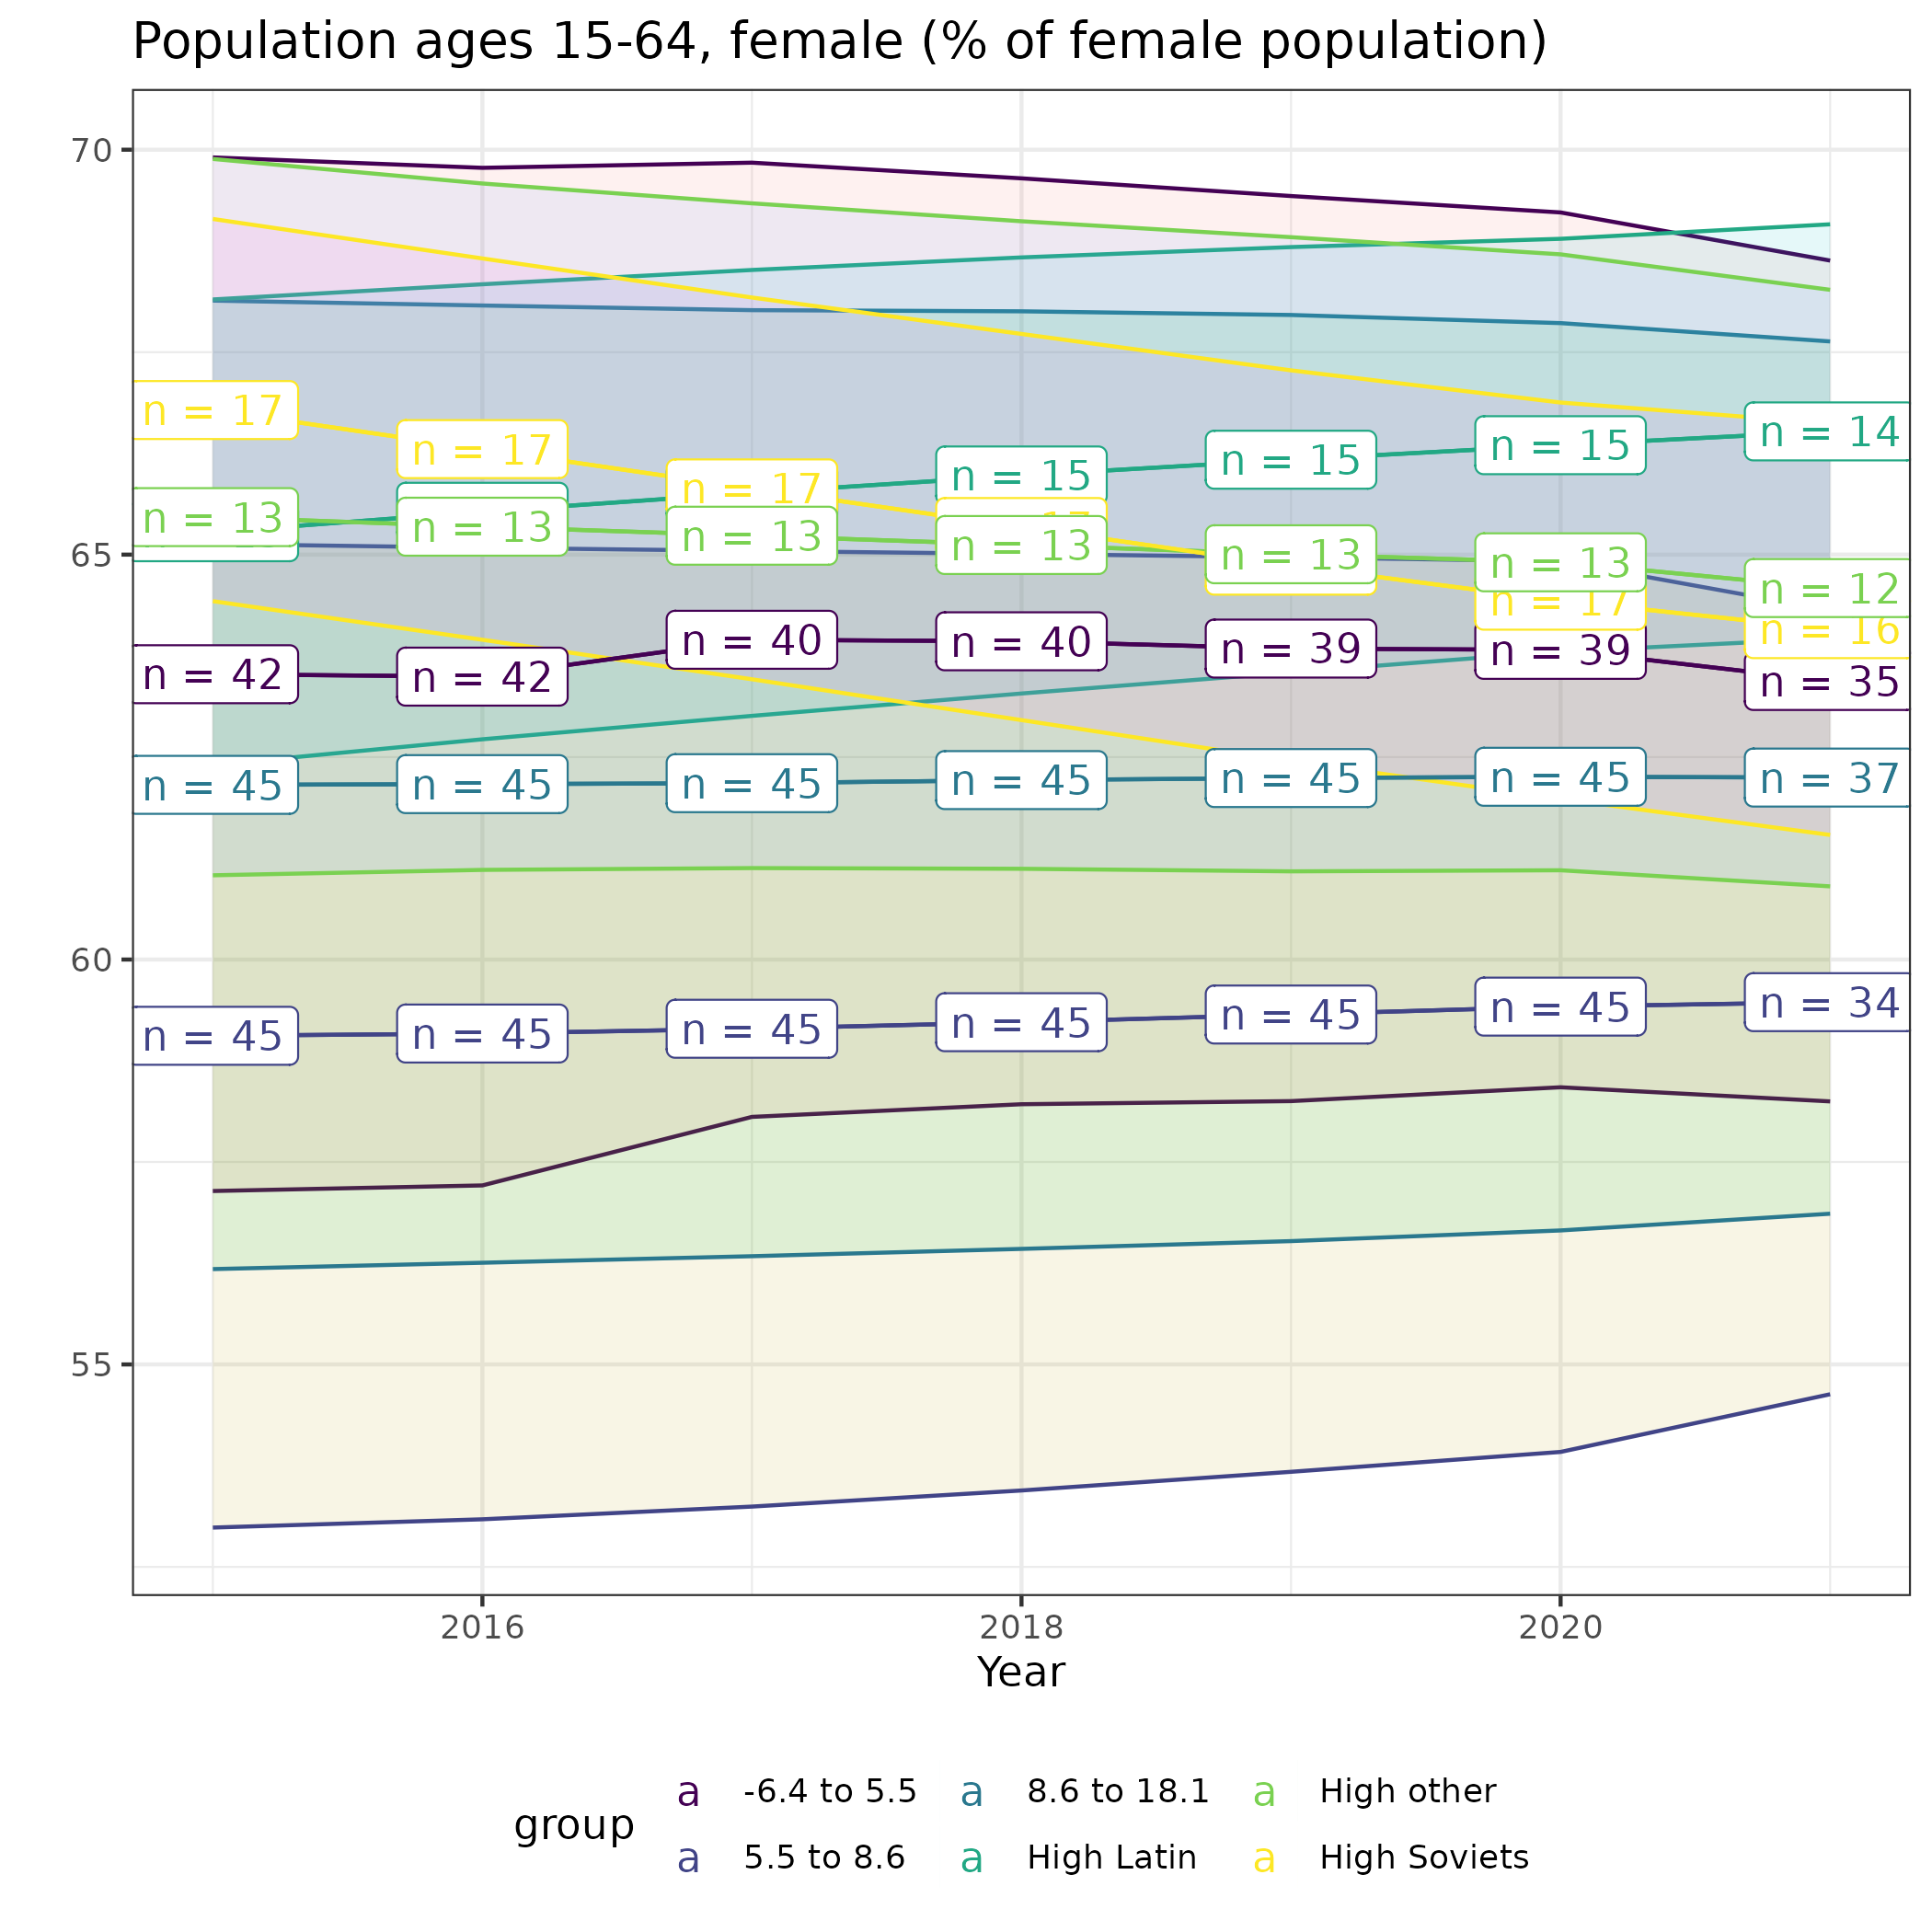 Population ages 15-64, female (% of female population)
70
n = 17
n = 17
n = 17
n = 15
n = 15
n = 15
n = 14
n = 13
n = 13
n = 13
n = 13
n = 13
n = 13
n = 12
65
n = 17
n = 16
n = 42
n = 42
n = 40
n = 40
n = 39
n = 39
n = 35
n = 45
n = 45
n = 45
n = 45
n = 45
n = 45
n = 37
60
n = 45
n = 45
n = 45
n = 45
n = 45
n = 45
n = 34
55
2016 2018 2020
Year
group
a -6.4 to 5.5 a 8.6 to 18.1 a High other
a 5.5 to 8.6 a High Latin a High Soviets